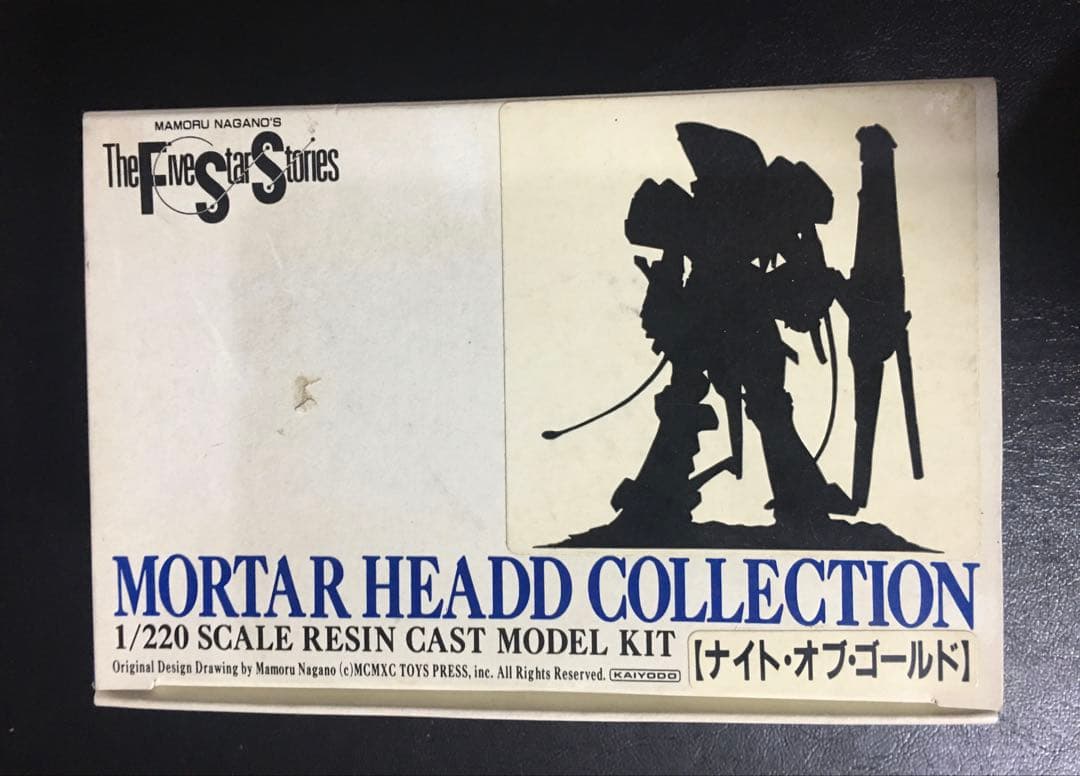 MAMORU NAGANO'S
The Five Star Stories
MORTAR HEADD COLLECTION
1/220 SCALE RESIN CAST MODEL KIT
【ナイト・オブ・ゴールド】
Original Design Drawing by Mamoru Nagano (c)MCMXC TOYS PRESS, inc. All Rights Reserved. KAIYODO